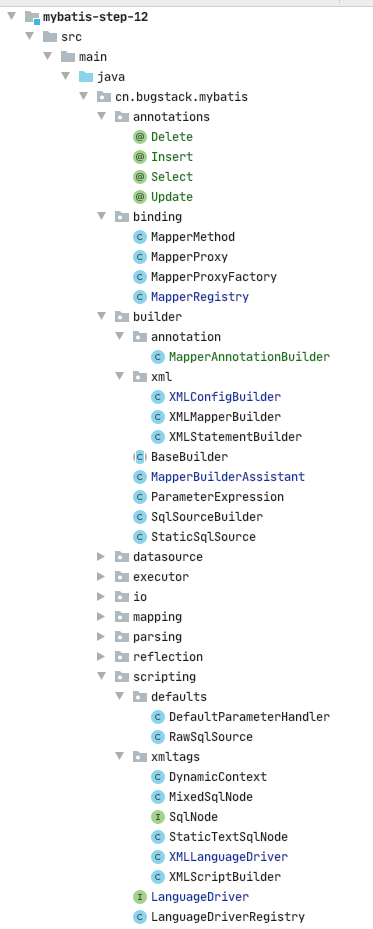 mybatis-step-12
src
main
java
cn.bugstack.mybatis
annotations
Delete
Insert
Select
Update
binding
MapperMethod
MapperProxy
MapperProxyFactory
MapperRegistry
builder
annotation
MapperAnnotationBuilder
xml
XMLConfigBuilder
XMLMapperBuilder
XMLStatementBuilder
BaseBuilder
MapperBuilderAssistant
ParameterExpression
SqlSourceBuilder
StaticSqlSource
datasource
executor
io
mapping
parsing
reflection
scripting
defaults
DefaultParameterHandler
RawSqlSource
xmltags
DynamicContext
MixedSqlNode
SqlNode
StaticTextSqlNode
XMLLanguageDriver
XMLScriptBuilder
LanguageDriver
LanguageDriverRegistry